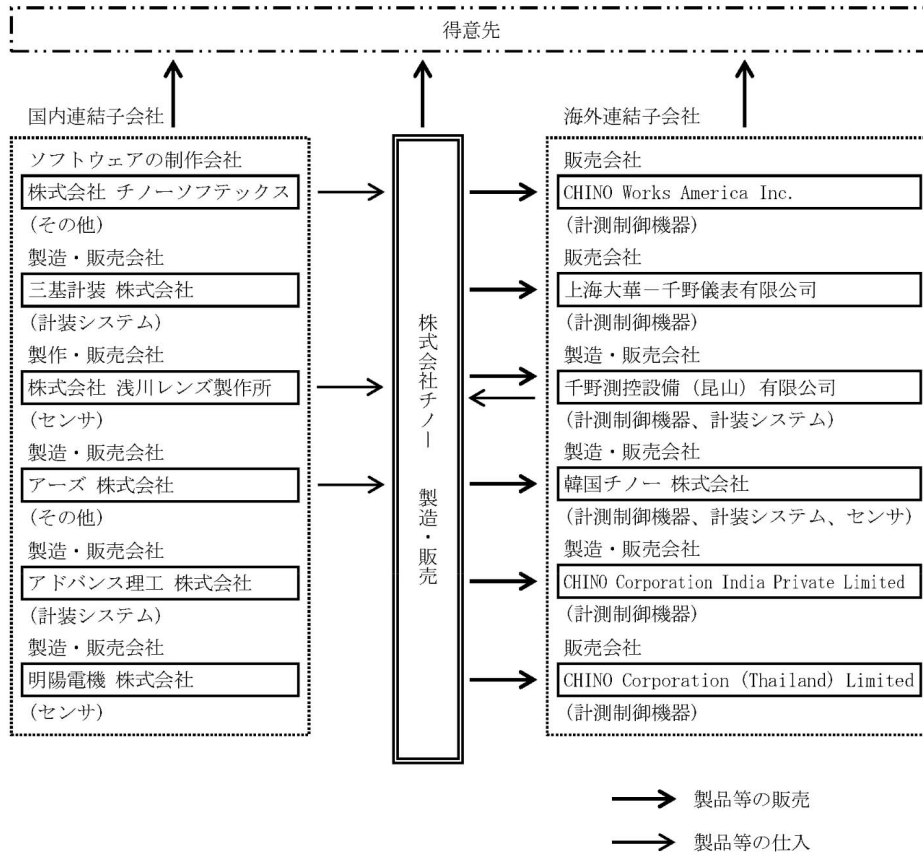 得意先
国内連結子会社
ソフトウェアの制作会社
株式会社 チノーソフテックス
(その他)
製造・販売会社
三基計装 株式会社
(計装システム)
製作・販売会社
株式会社 浅川レンズ製作所
(センサ)
製造・販売会社
アーズ 株式会社
(その他)
製造・販売会社
アドバンス理工 株式会社
(計装システム)
製造・販売会社
明陽電機 株式会社
(センサ)
株式会社チノー 製造・販売
海外連結子会社
販売会社
CHINO Works America Inc.
(計測制御機器)
販売会社
上海大華－千野儀表有限公司
(計測制御機器)
製造・販売会社
千野測控設備 (昆山) 有限公司
(計測制御機器、計装システム)
製造・販売会社
韓国チノー 株式会社
(計測制御機器、計装システム、センサ)
製造・販売会社
CHINO Corporation India Private Limited
(計測制御機器)
販売会社
CHINO Corporation (Thailand) Limited
(計測制御機器)
製品等の販売
製品等の仕入